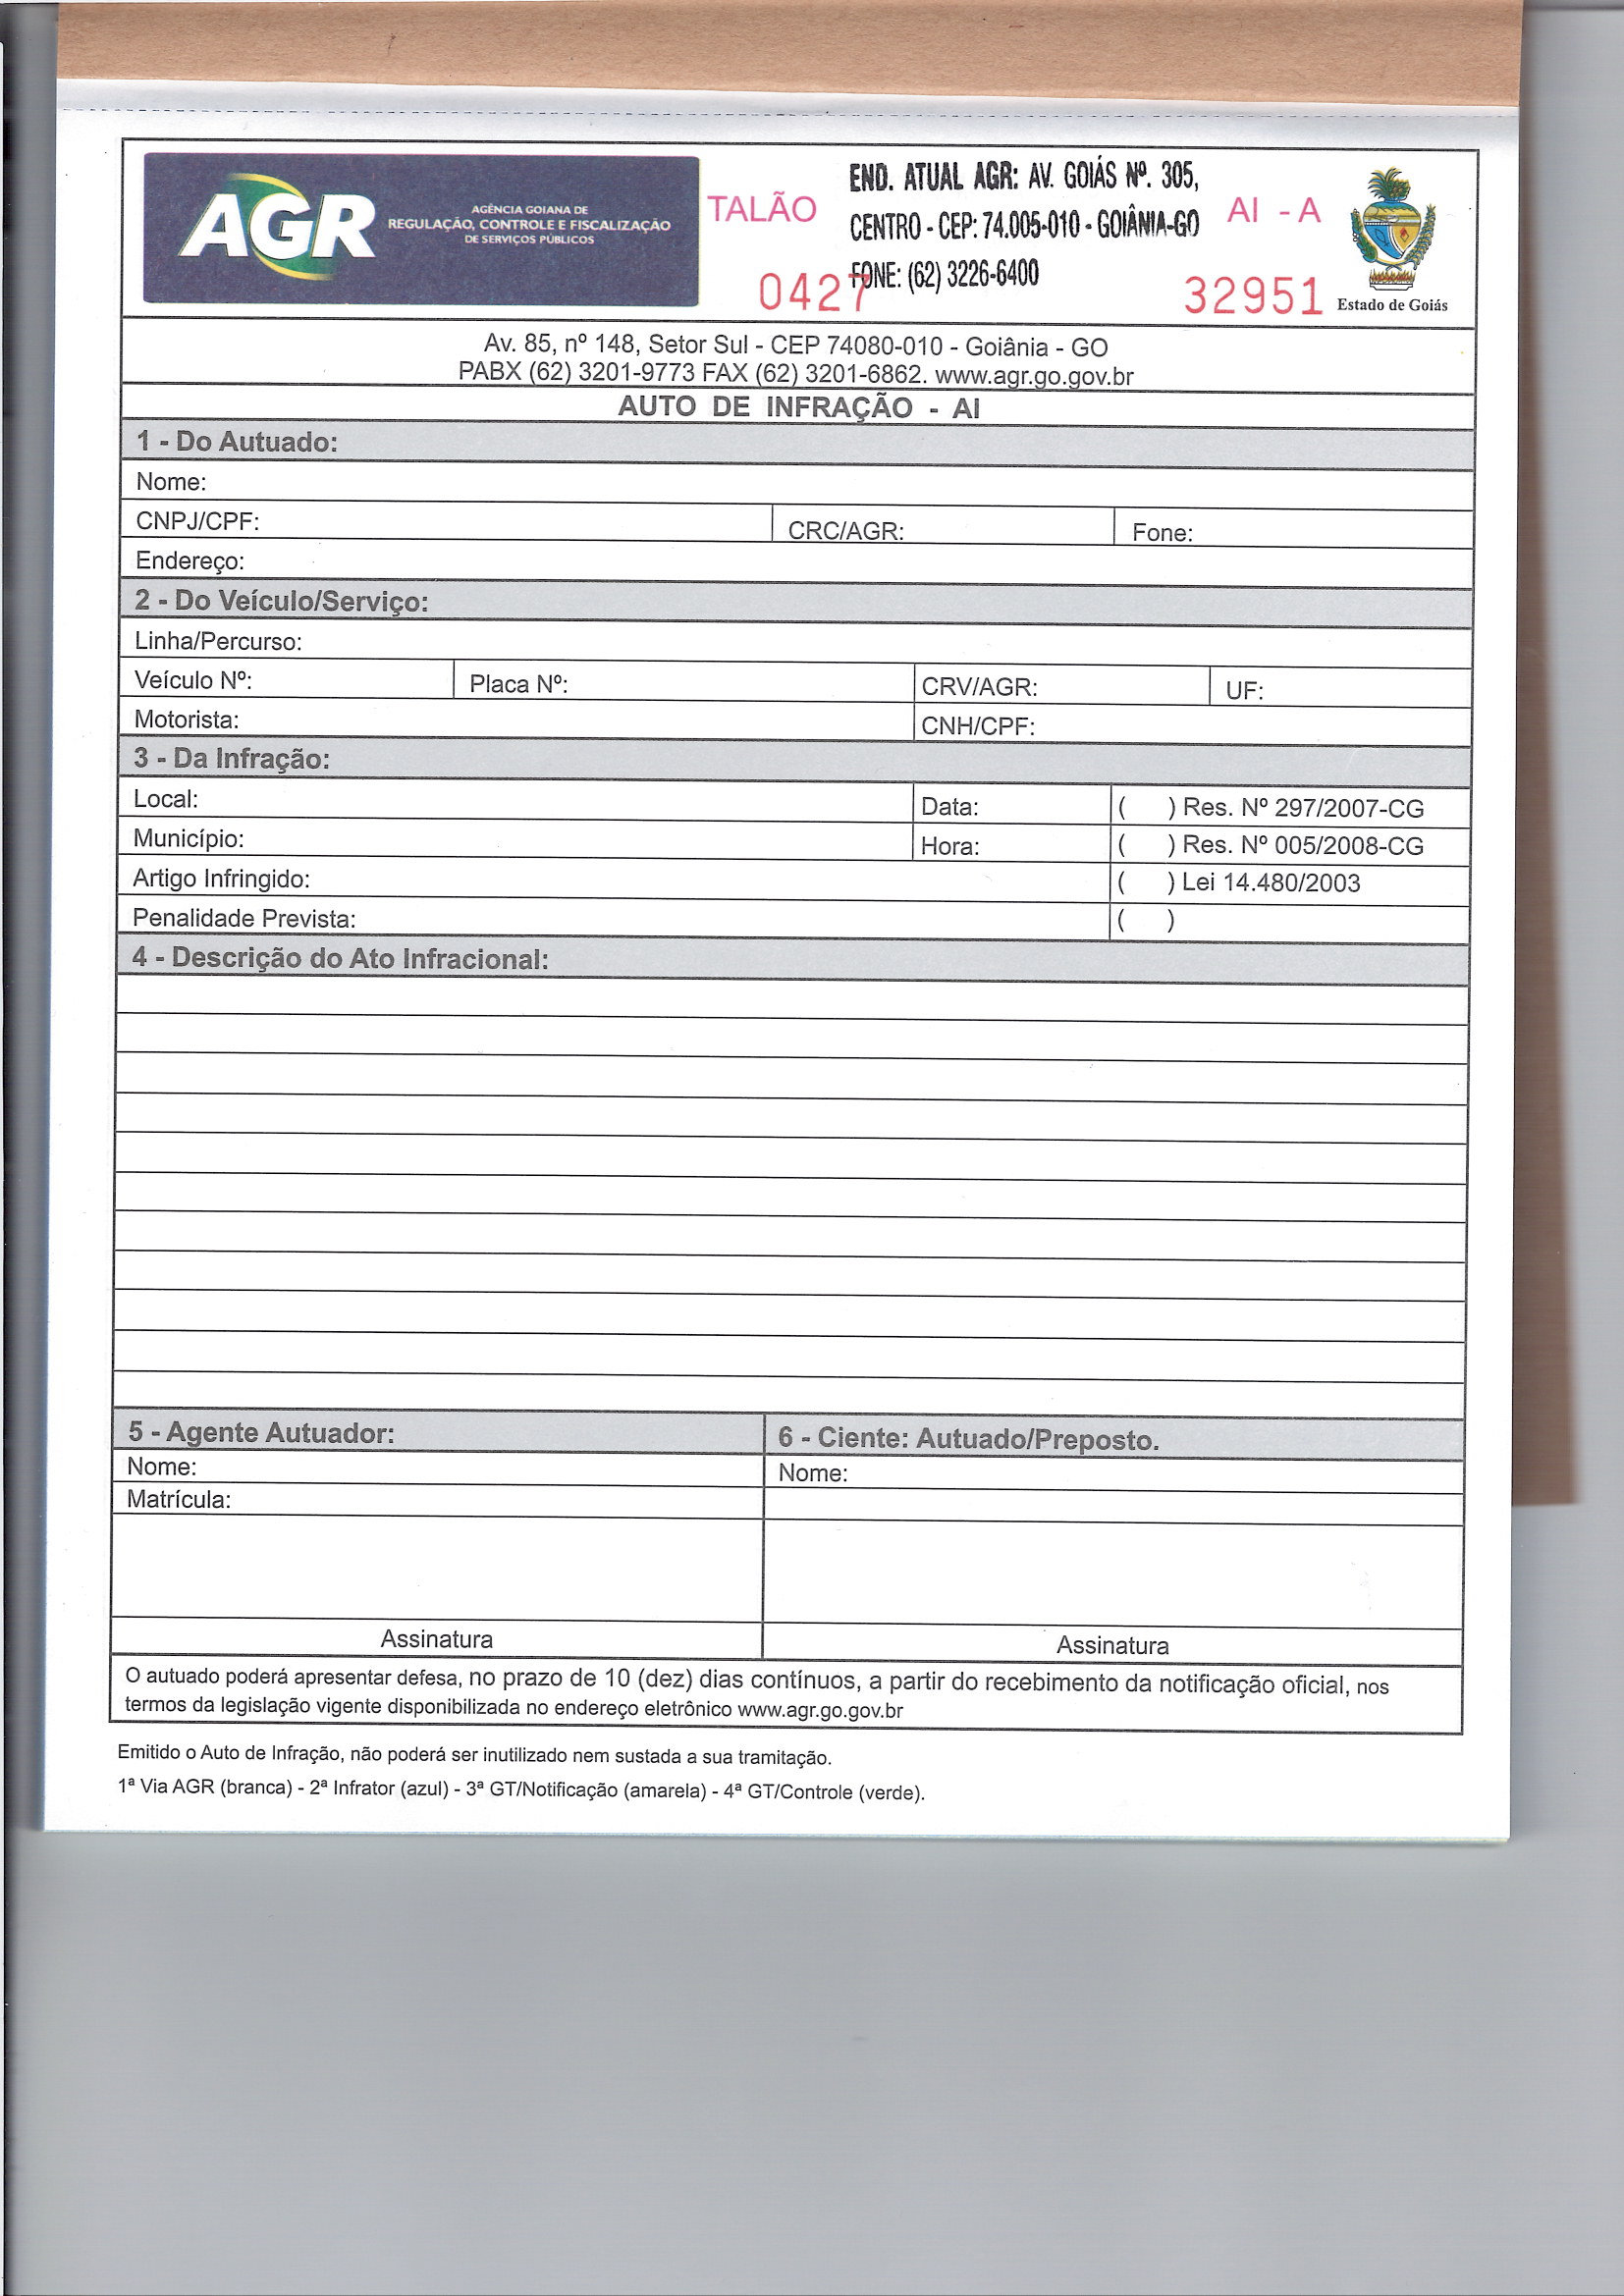 AGR
AGÊNCIA GOIANA DE
REGULAÇÃO, CONTROLE E FISCALIZAÇÃO
DE SERVIÇOS PÚBLICOS
TALÃO
0427
END. ATUAL AGR: AV. GOIÁS Nº. 305,
CENTRO - CEP: 74.005-010 - GOIÂNIA-GO
FONE: (62) 3226-6400
AI - A
32951
Estado de Goiás
Av. 85, nº 148, Setor Sul - CEP 74080-010 - Goiânia - GO
PABX (62) 3201-9773 FAX (62) 3201-6862. www.agr.go.gov.br
AUTO DE INFRAÇÃO - AI
1 - Do Autuado:
Nome:
CNPJ/CPF: CRC/AGR: Fone:
Endereço:
2 - Do Veículo/Serviço:
Linha/Percurso:
Veículo Nº: Placa Nº: CRV/AGR: UF:
Motorista: CNH/CPF:
3 - Da Infração:
Local: Data: ( ) Res. Nº 297/2007-CG
Município: Hora: ( ) Res. Nº 005/2008-CG
Artigo Infringido: ( ) Lei 14.480/2003
Penalidade Prevista: ( )
4 - Descrição do Ato Infracional:
5 - Agente Autuador: 6 - Ciente: Autuado/Preposto.
Nome: Nome:
Matrícula:
Assinatura Assinatura
O autuado poderá apresentar defesa, no prazo de 10 (dez) dias contínuos, a partir do recebimento da notificação oficial, nos
termos da legislação vigente disponibilizada no endereço eletrônico www.agr.go.gov.br
Emitido o Auto de Infração, não poderá ser inutilizado nem sustada a sua tramitação.
1ª Via AGR (branca) - 2ª Infrator (azul) - 3ª GT/Notificação (amarela) - 4ª GT/Controle (verde).